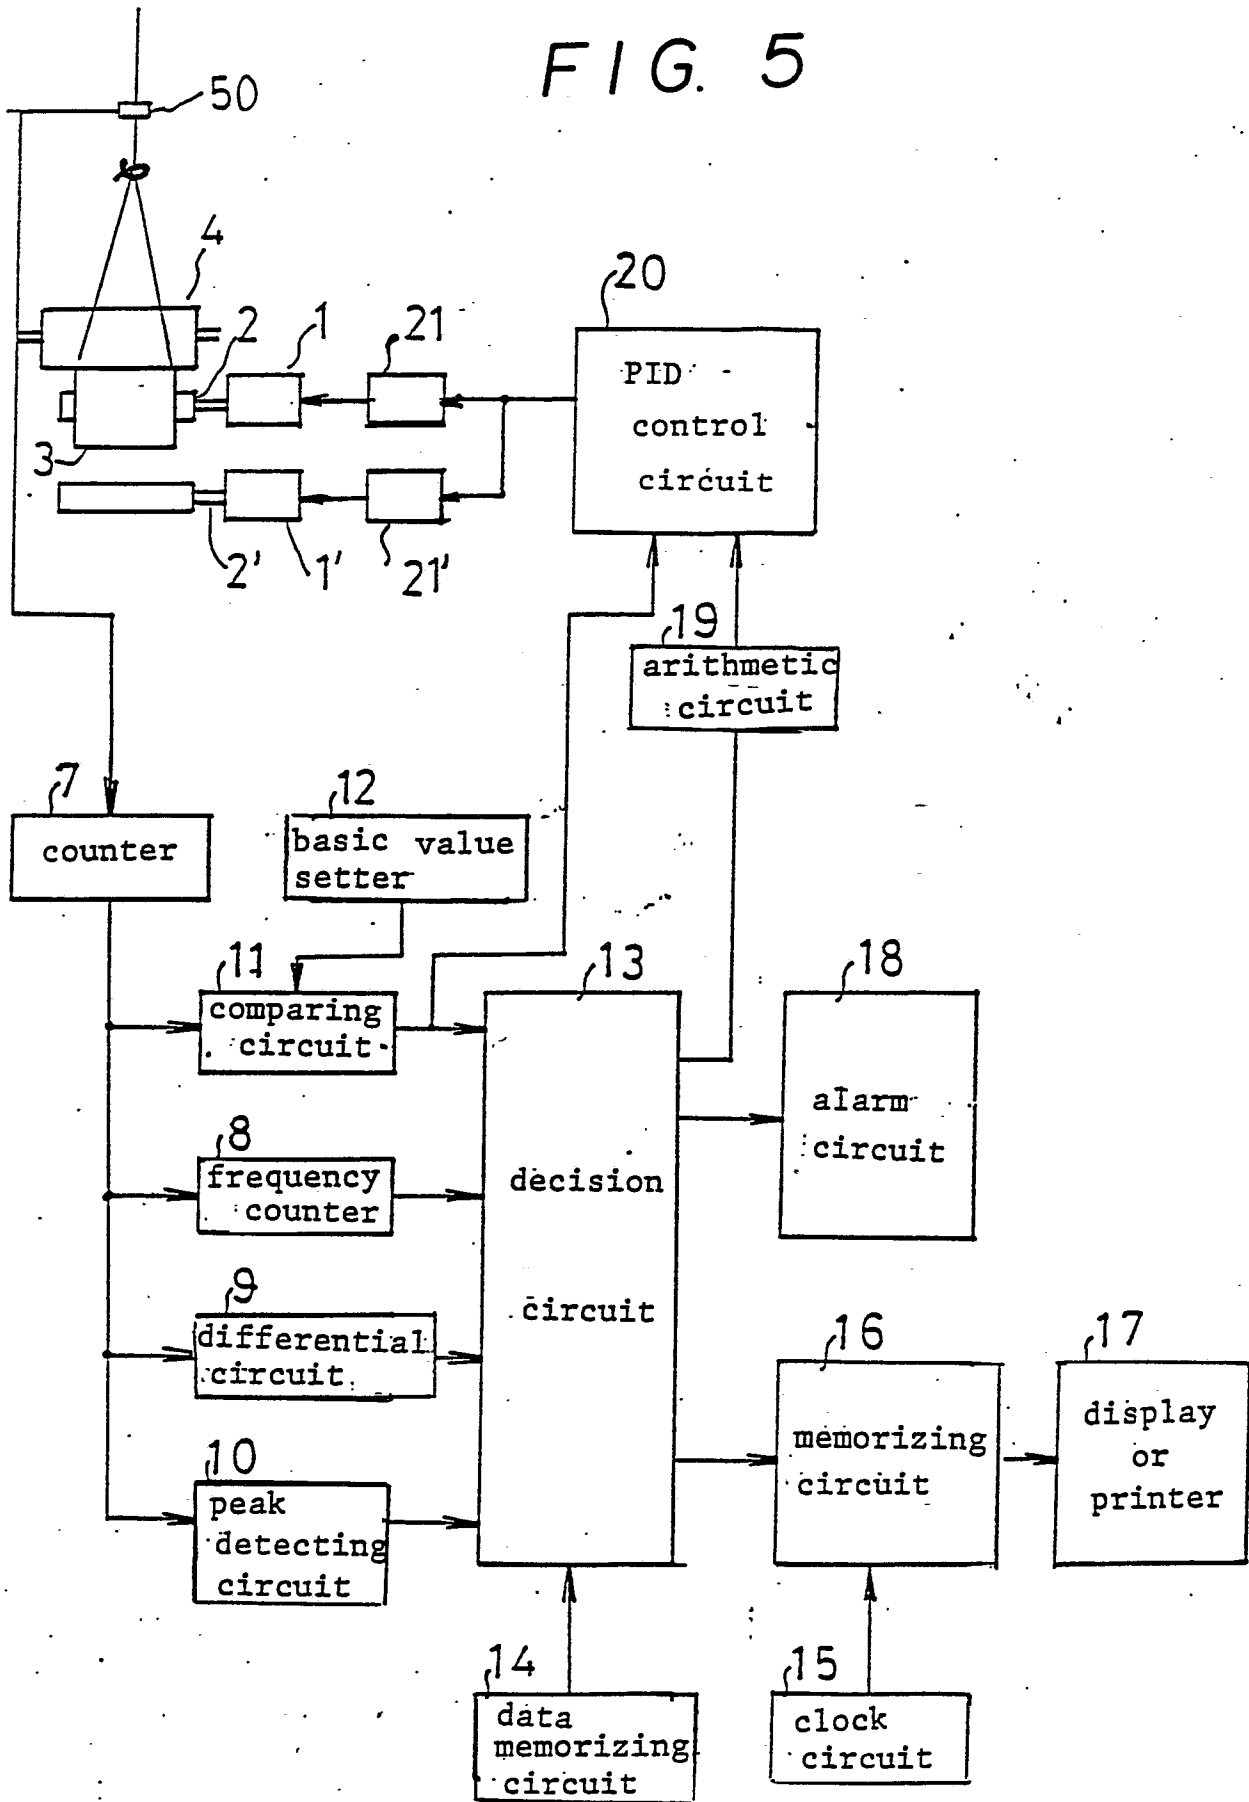 FIG. 5
50
4
2
1
21
20
PID
control
circuit
3
2'
1'
21'
19
arithmetic
circuit
7
counter
12
basic value
setter
11
comparing
circuit
13
decision
circuit
18
alarm
circuit
8
frequency
counter
9
differential
circuit
16
memorizing
circuit
17
display
or
printer
10
peak
detecting
circuit
14
data
memorizing
circuit
15
clock
circuit